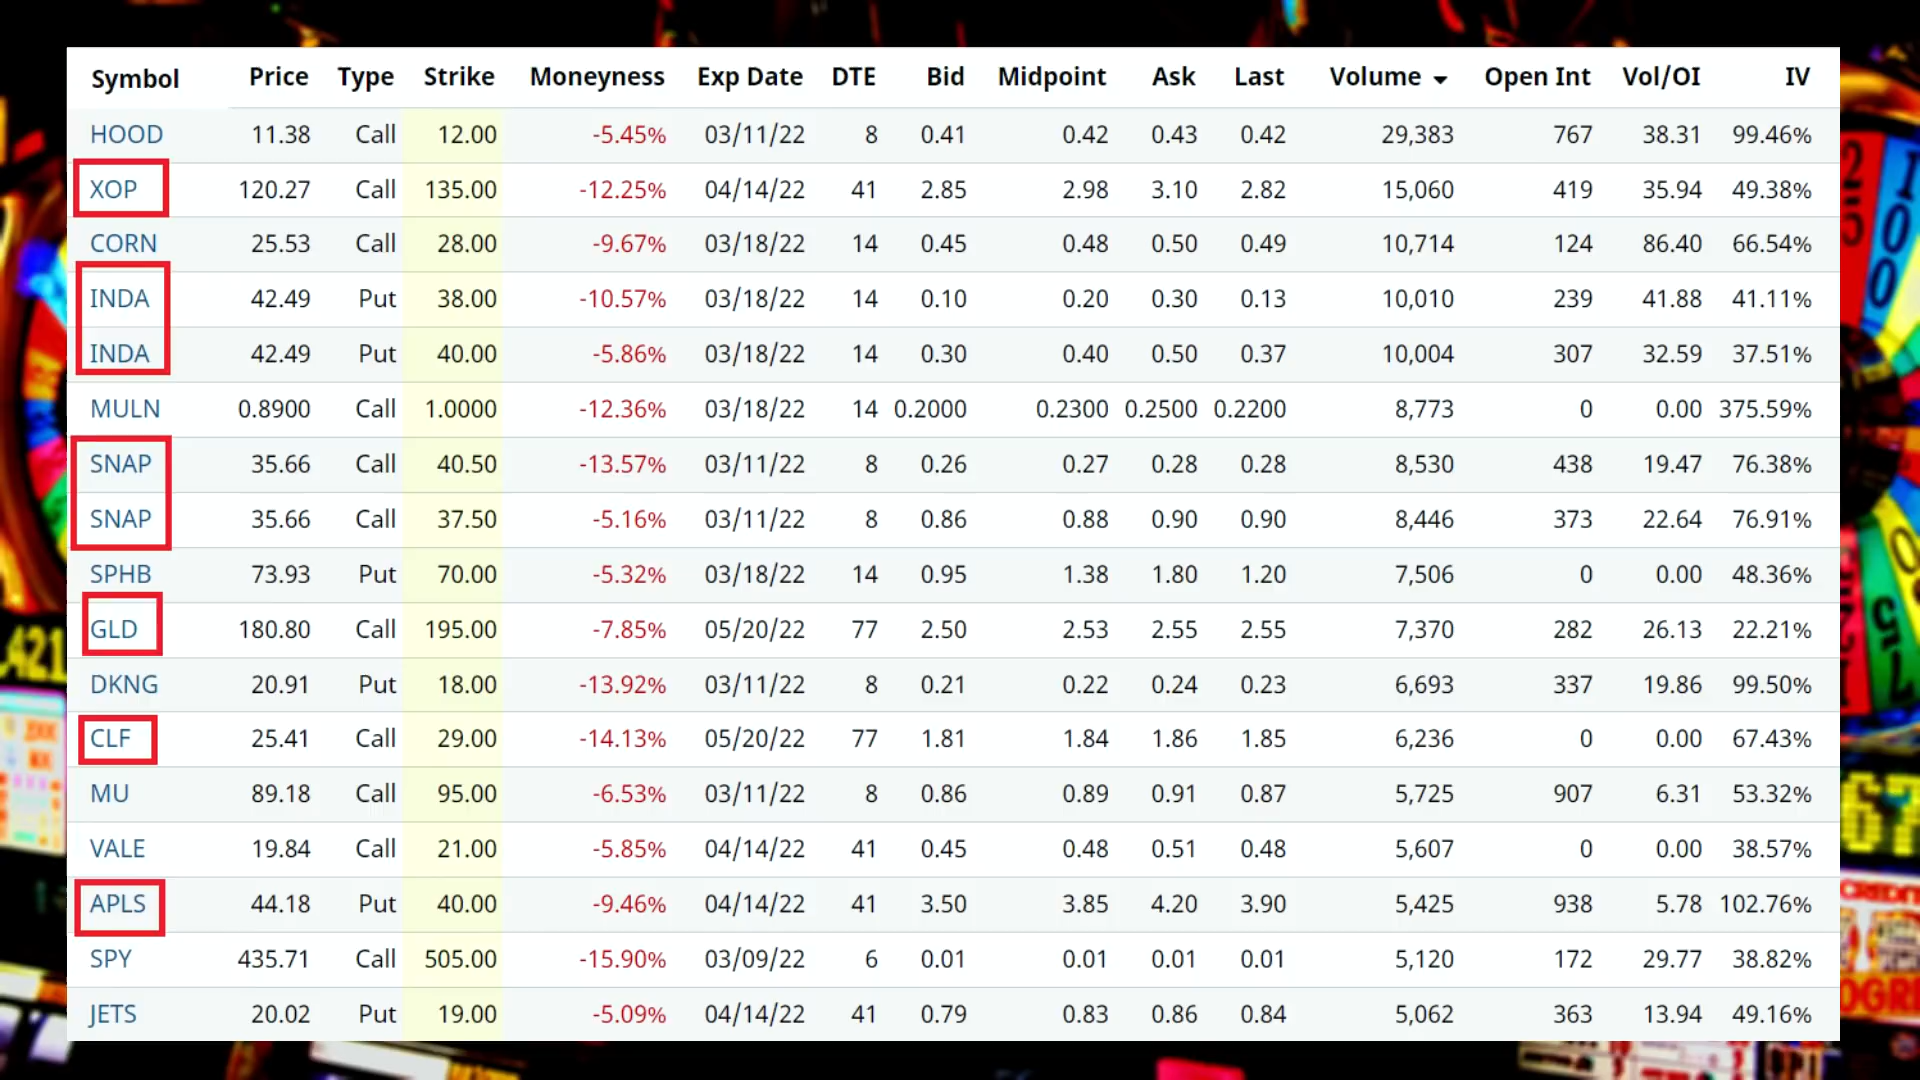 Symbol Price Type Strike Moneyness Exp Date DTE Bid Midpoint Ask Last Volume Open Int Vol/OI IV
HOOD 11.38 Call 12.00 -5.45% 03/11/22 8 0.41 0.42 0.43 0.42 29,383 767 38.31 99.46%
XOP 120.27 Call 135.00 -12.25% 04/14/22 41 2.85 2.98 3.10 2.82 15,060 419 35.94 49.38%
CORN 25.53 Call 28.00 -9.67% 03/18/22 14 0.45 0.48 0.50 0.49 10,714 124 86.40 66.54%
INDA 42.49 Put 38.00 -10.57% 03/18/22 14 0.10 0.20 0.30 0.13 10,010 239 41.88 41.11%
INDA 42.49 Put 40.00 -5.86% 03/18/22 14 0.30 0.40 0.50 0.37 10,004 307 32.59 37.51%
MULN 0.8900 Call 1.0000 -12.36% 03/18/22 14 0.2000 0.2300 0.2500 0.2200 8,773 0 0.00 375.59%
SNAP 35.66 Call 40.50 -13.57% 03/11/22 8 0.26 0.27 0.28 0.28 8,530 438 19.47 76.38%
SNAP 35.66 Call 37.50 -5.16% 03/11/22 8 0.86 0.88 0.90 0.90 8,446 373 22.64 76.91%
SPHB 73.93 Put 70.00 -5.32% 03/18/22 14 0.95 1.38 1.80 1.20 7,506 0 0.00 48.36%
GLD 180.80 Call 195.00 -7.85% 05/20/22 77 2.50 2.53 2.55 2.55 7,370 282 26.13 22.21%
DKNG 20.91 Put 18.00 -13.92% 03/11/22 8 0.21 0.22 0.24 0.23 6,693 337 19.86 99.50%
CLF 25.41 Call 29.00 -14.13% 05/20/22 77 1.81 1.84 1.86 1.85 6,236 0 0.00 67.43%
MU 89.18 Call 95.00 -6.53% 03/11/22 8 0.86 0.89 0.91 0.87 5,725 907 6.31 53.32%
VALE 19.84 Call 21.00 -5.85% 04/14/22 41 0.45 0.48 0.51 0.48 5,607 0 0.00 38.57%
APLS 44.18 Put 40.00 -9.46% 04/14/22 41 3.50 3.85 4.20 3.90 5,425 938 5.78 102.76%
SPY 435.71 Call 505.00 -15.90% 03/09/22 6 0.01 0.01 0.01 0.01 5,120 172 29.77 38.82%
JETS 20.02 Put 19.00 -5.09% 04/14/22 41 0.79 0.83 0.86 0.84 5,062 363 13.94 49.16%